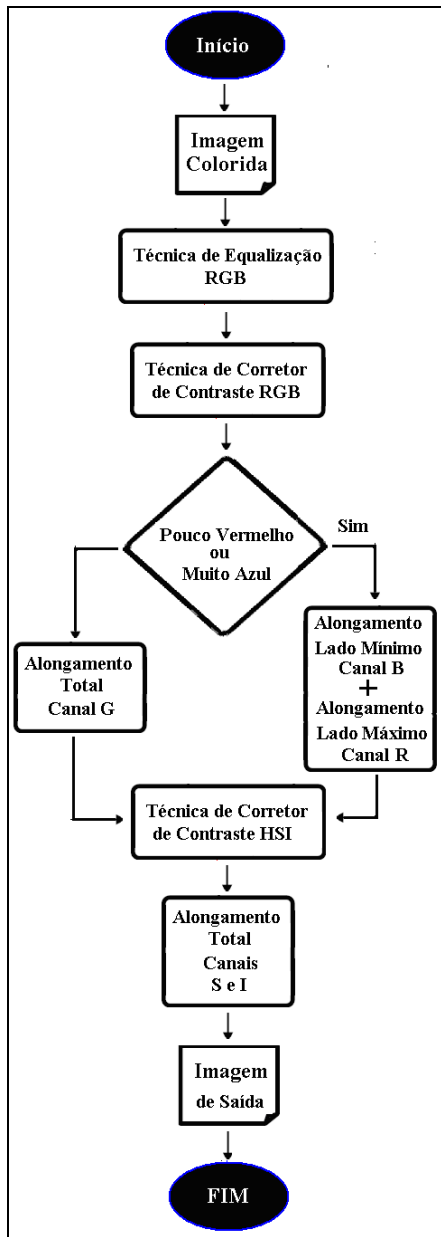 Início
Imagem
Colorida
Técnica de Equalização
RGB
Técnica de Corretor
de Contraste RGB
Pouco Vermelho
ou
Muito Azul
Sim
Alongamento
Total
Canal G
Alongamento
Lado Mínimo
Canal B
+
Alongamento
Lado Máximo
Canal R
Técnica de Corretor
de Contraste HSI
Alongamento
Total
Canais
S e I
Imagem
de Saída
FIM